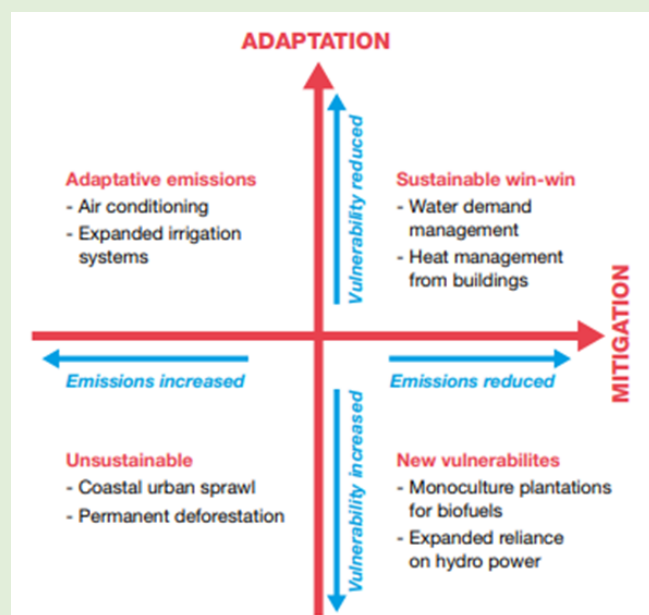 ADAPTATION
Vulnerability reduced
Adaptative emissions
- Air conditioning
- Expanded irrigation
systems
Sustainable win-win
- Water demand
management
- Heat management
from buildings
MITIGATION
Emissions increased
Emissions reduced
Vulnerability increased
Unsustainable
- Coastal urban sprawl
- Permanent deforestation
New vulnerabilites
- Monoculture plantations
for biofuels
- Expanded reliance
on hydro power